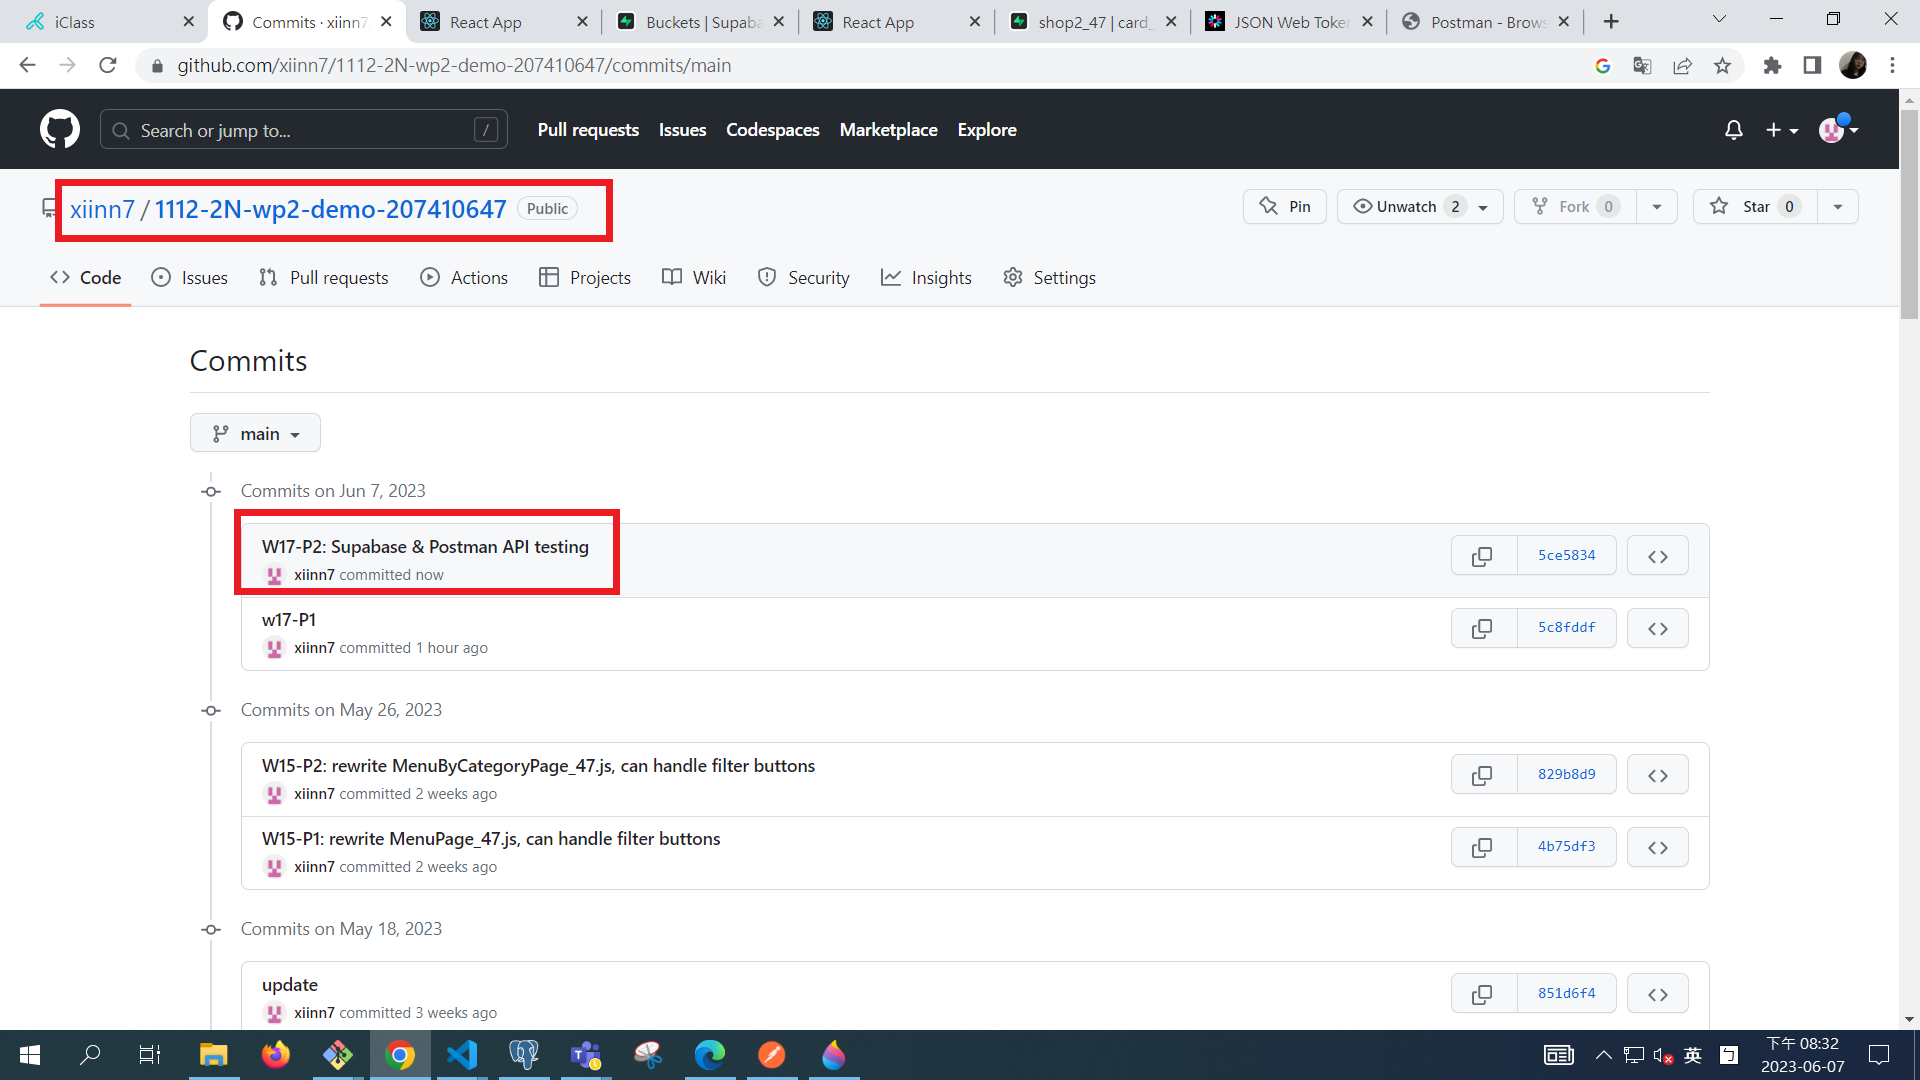 iClass
Commits · xiinn7
React App
Buckets | Supaba
React App
shop2_47 | card_
JSON Web Token
Postman - Brows
github.com/xiinn7/1112-2N-wp2-demo-207410647/commits/main
Search or jump to...
/
Pull requests
Issues
Codespaces
Marketplace
Explore
xiinn7 / 1112-2N-wp2-demo-207410647 Public
Pin
Unwatch 2
Fork 0
Star 0
Code
Issues
Pull requests
Actions
Projects
Wiki
Security
Insights
Settings
Commits
main
Commits on Jun 7, 2023
W17-P2: Supabase & Postman API testing
xiinn7 committed now
5ce5834
w17-P1
xiinn7 committed 1 hour ago
5c8fddf
Commits on May 26, 2023
W15-P2: rewrite MenuByCategoryPage_47.js, can handle filter buttons
xiinn7 committed 2 weeks ago
829b8d9
W15-P1: rewrite MenuPage_47.js, can handle filter buttons
xiinn7 committed 2 weeks ago
4b75df3
Commits on May 18, 2023
update
xiinn7 committed 3 weeks ago
851d6f4
英
下午 08:32
2023-06-07